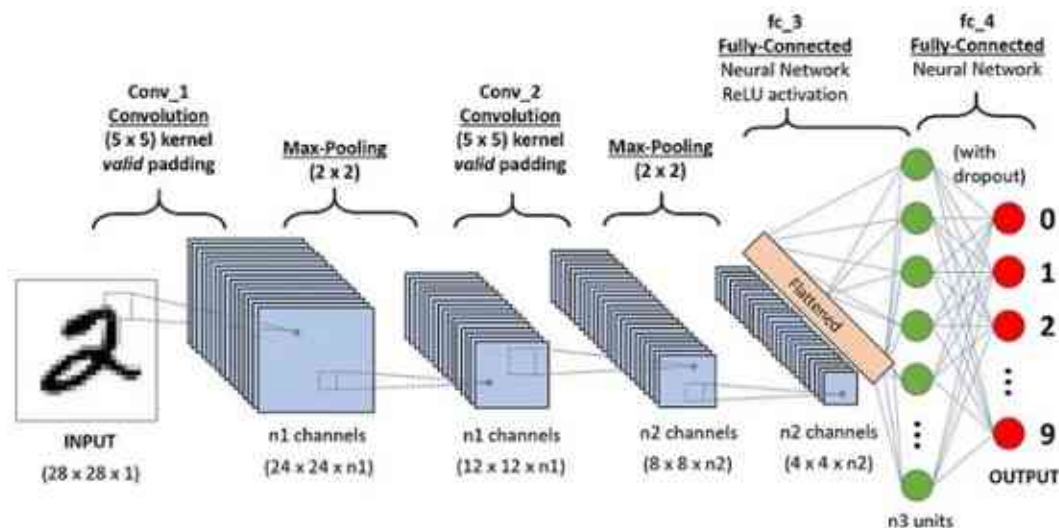 fc_3
Fully-Connected
Neural Network
ReLU activation
fc_4
Fully-Connected
Neural Network
Conv_1
Convolution
(5 x 5) kernel
valid padding
Max-Pooling
(2 x 2)
Conv_2
Convolution
(5 x 5) kernel
valid padding
Max-Pooling
(2 x 2)
(with
dropout)
2
Flattened
0
1
2
9
INPUT
(28 x 28 x 1)
n1 channels
(24 x 24 x n1)
n1 channels
(12 x 12 x n1)
n2 channels
(8 x 8 x n2)
n2 channels
(4 x 4 x n2)
n3 units
OUTPUT